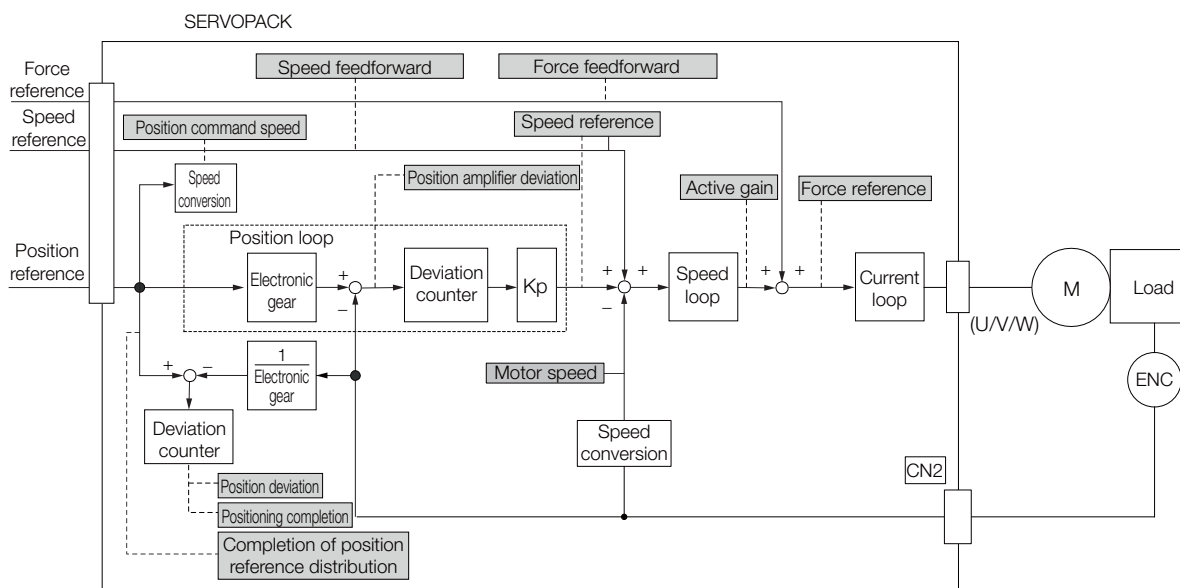 SERVOPACK
Force
reference
Speed feedforward
Force feedforward
Speed
reference
Position command speed
Speed reference
Speed
conversion
Position amplifier deviation
Active gain
Force reference
Position
reference
Position loop
Electronic
gear
+
−
Deviation
counter
Kp
+
+
−
Speed
loop
+
+
Current
loop
(U/V/W)
M
Load
ENC
+
−
1
Electronic
gear
Motor speed
Deviation
counter
Speed
conversion
CN2
Position deviation
Positioning completion
Completion of position
reference distribution